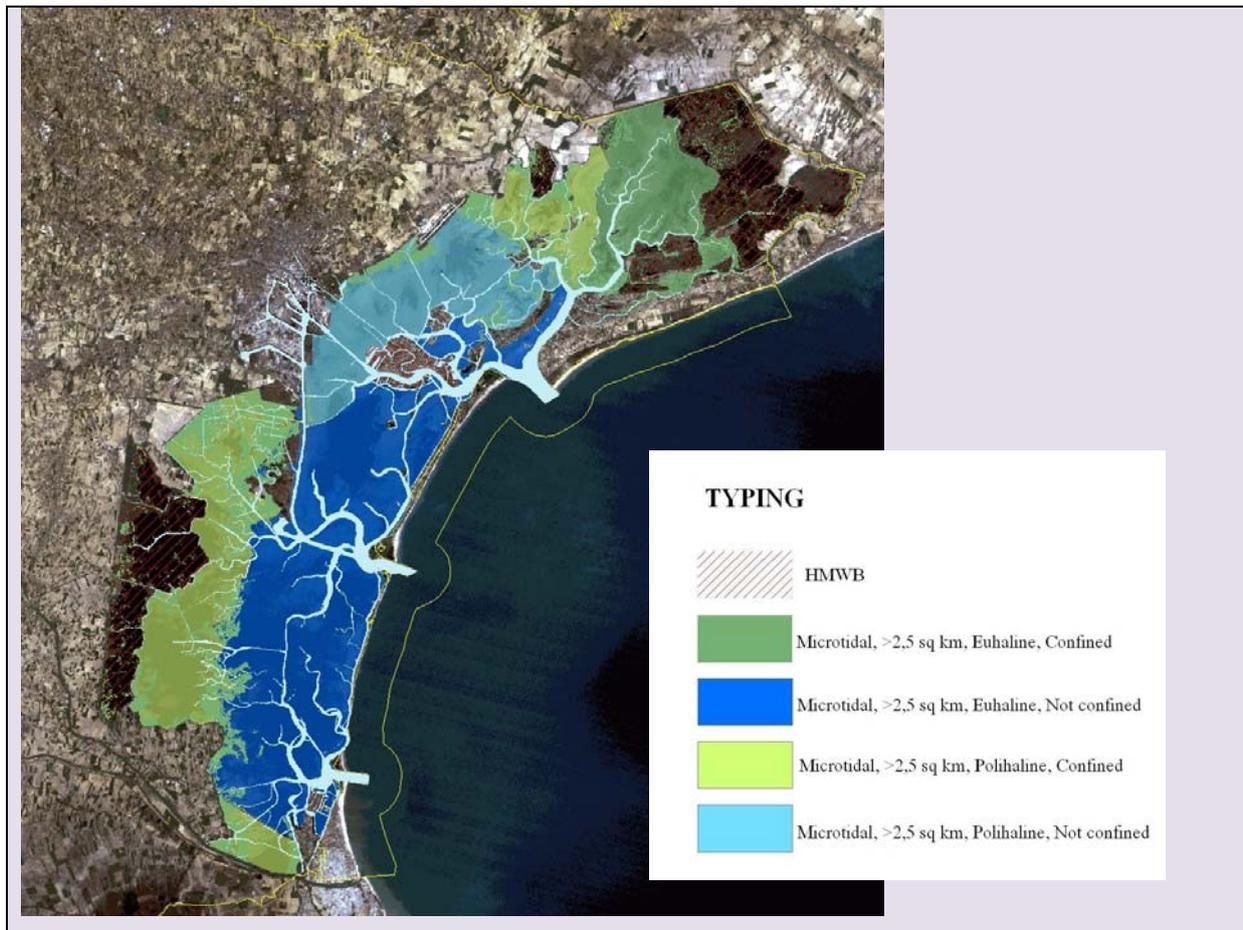 TYPING
HMWB
Microtidal, >2,5 sq km, Euhaline, Confined
Microtidal, >2,5 sq km, Euhaline, Not confined
Microtidal, >2,5 sq km, Polihaline, Confined
Microtidal, >2,5 sq km, Polihaline, Not confined